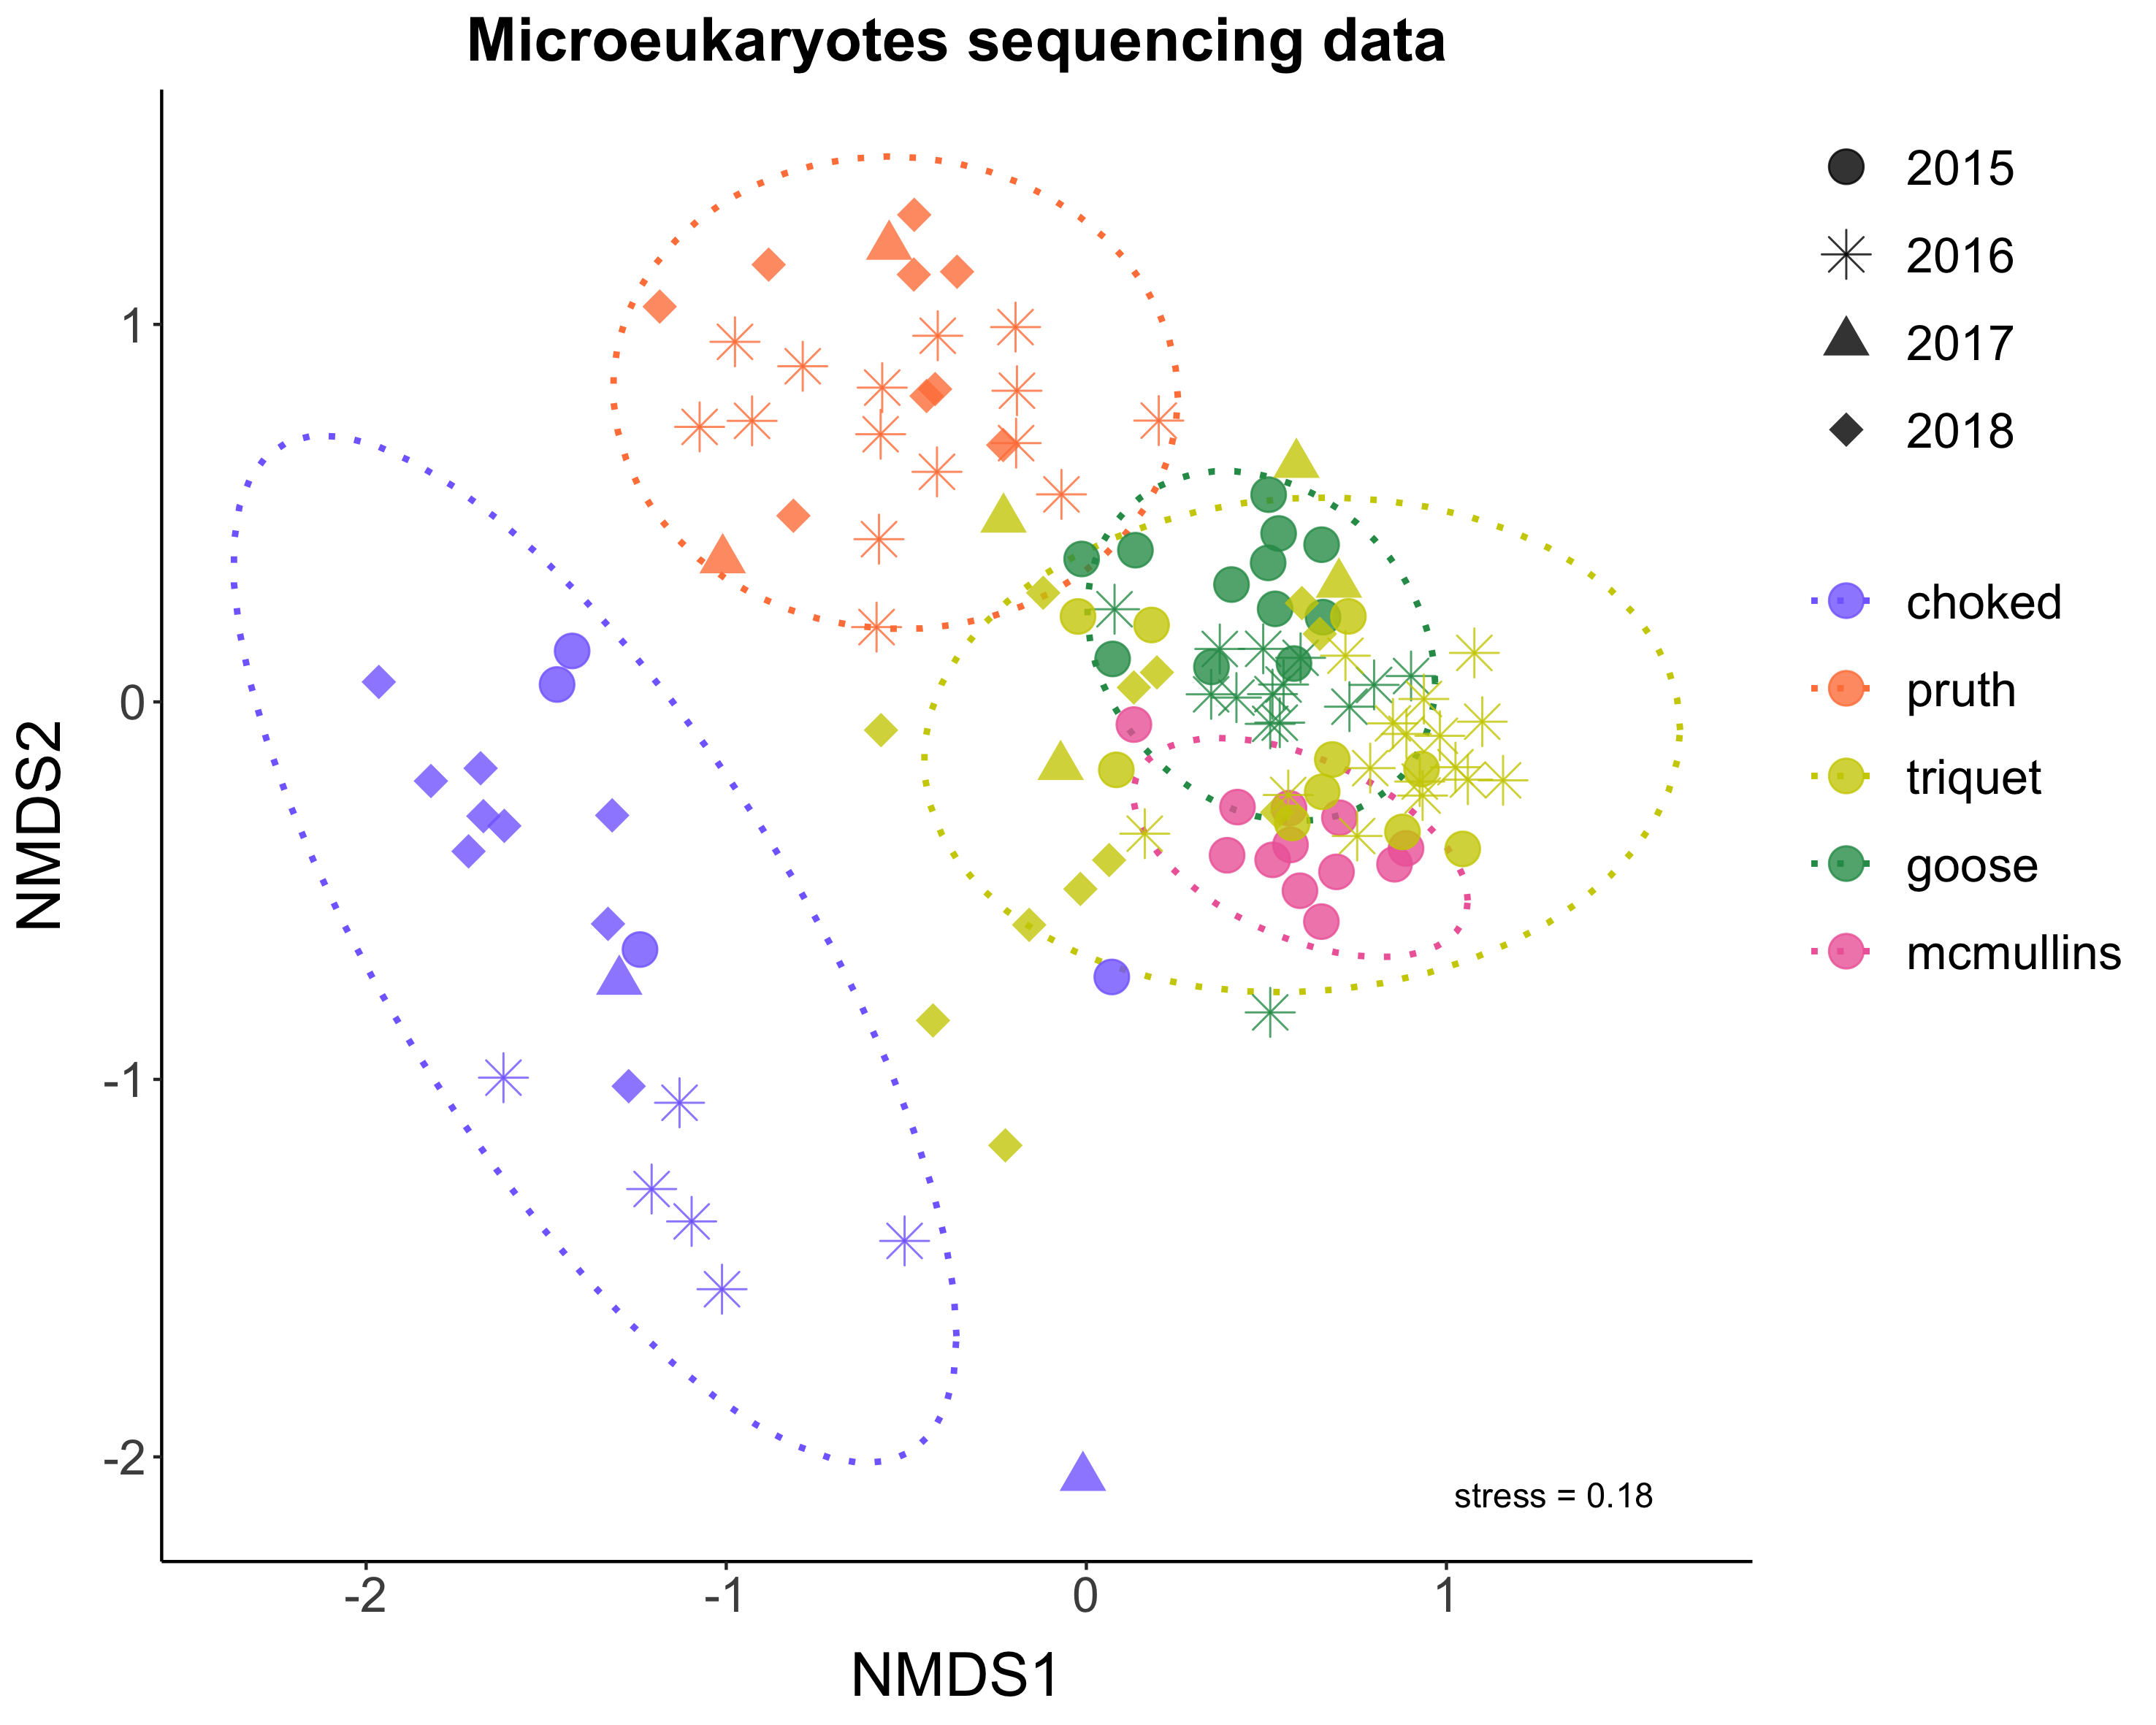 Microeukaryotes sequencing data
NMDS2
1
0
-1
-2
-2
-1
0
1
NMDS1
stress = 0.18
2015
2016
2017
2018
choked
pruth
triquet
goose
mcmullins